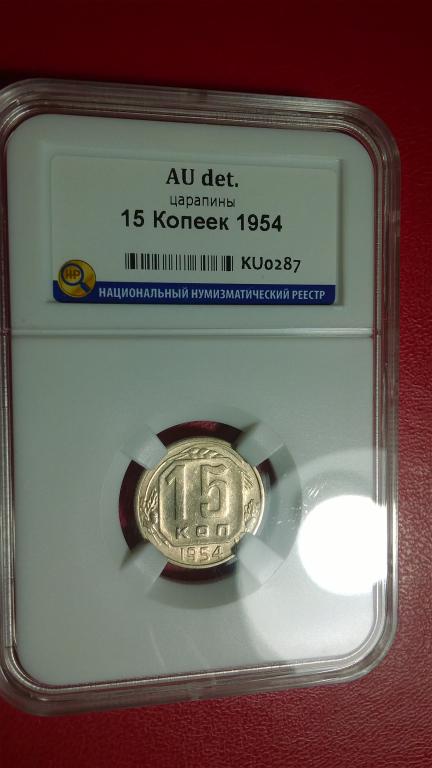 AU det.
царапины
15 Копеек 1954
KU0287
НР
НАЦИОНАЛЬНЫЙ НУМИЗМАТИЧЕСКИЙ РЕЕСТР
15
КОП
1954